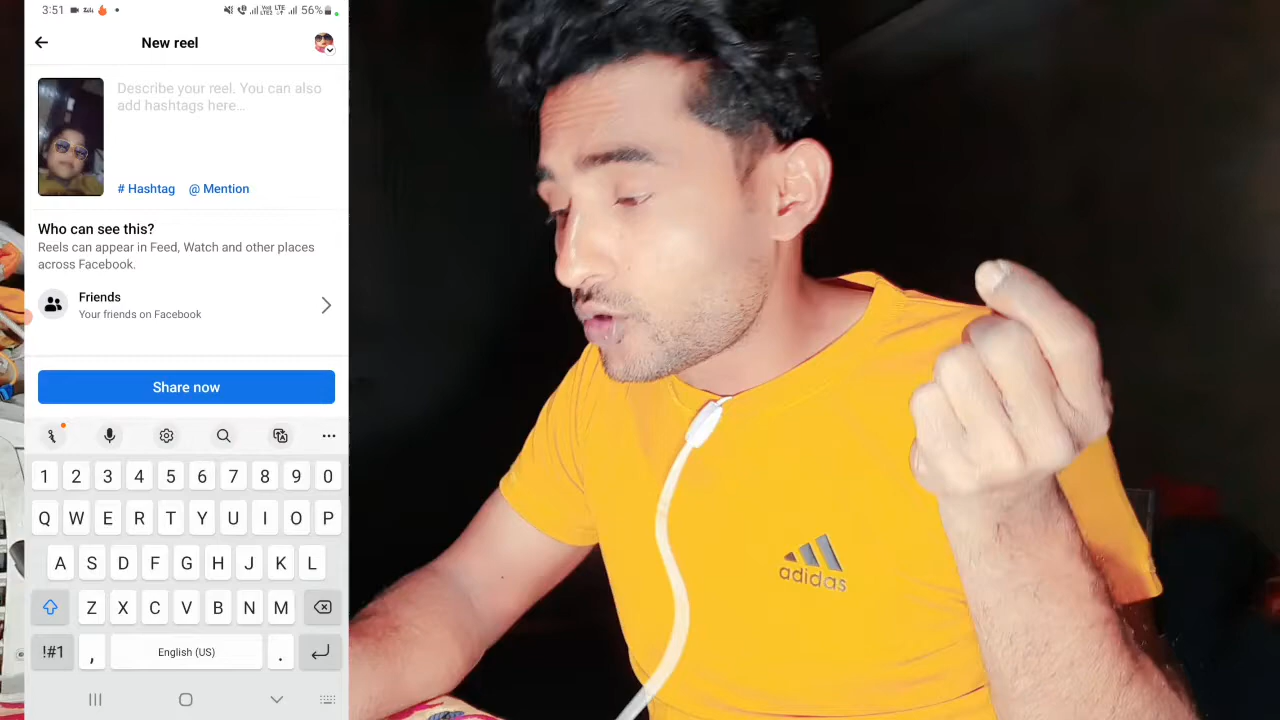 3:51
56%
New reel
Describe your reel. You can also
add hashtags here...
# Hashtag @ Mention
Who can see this?
Reels can appear in Feed, Watch and other places
across Facebook.
Friends
Your friends on Facebook
Share now
1 2 3 4 5 6 7 8 9 0
Q W E R T Y U I O P
A S D F G H J K L
Z X C V B N M
!#1 , English (US) .
adidas